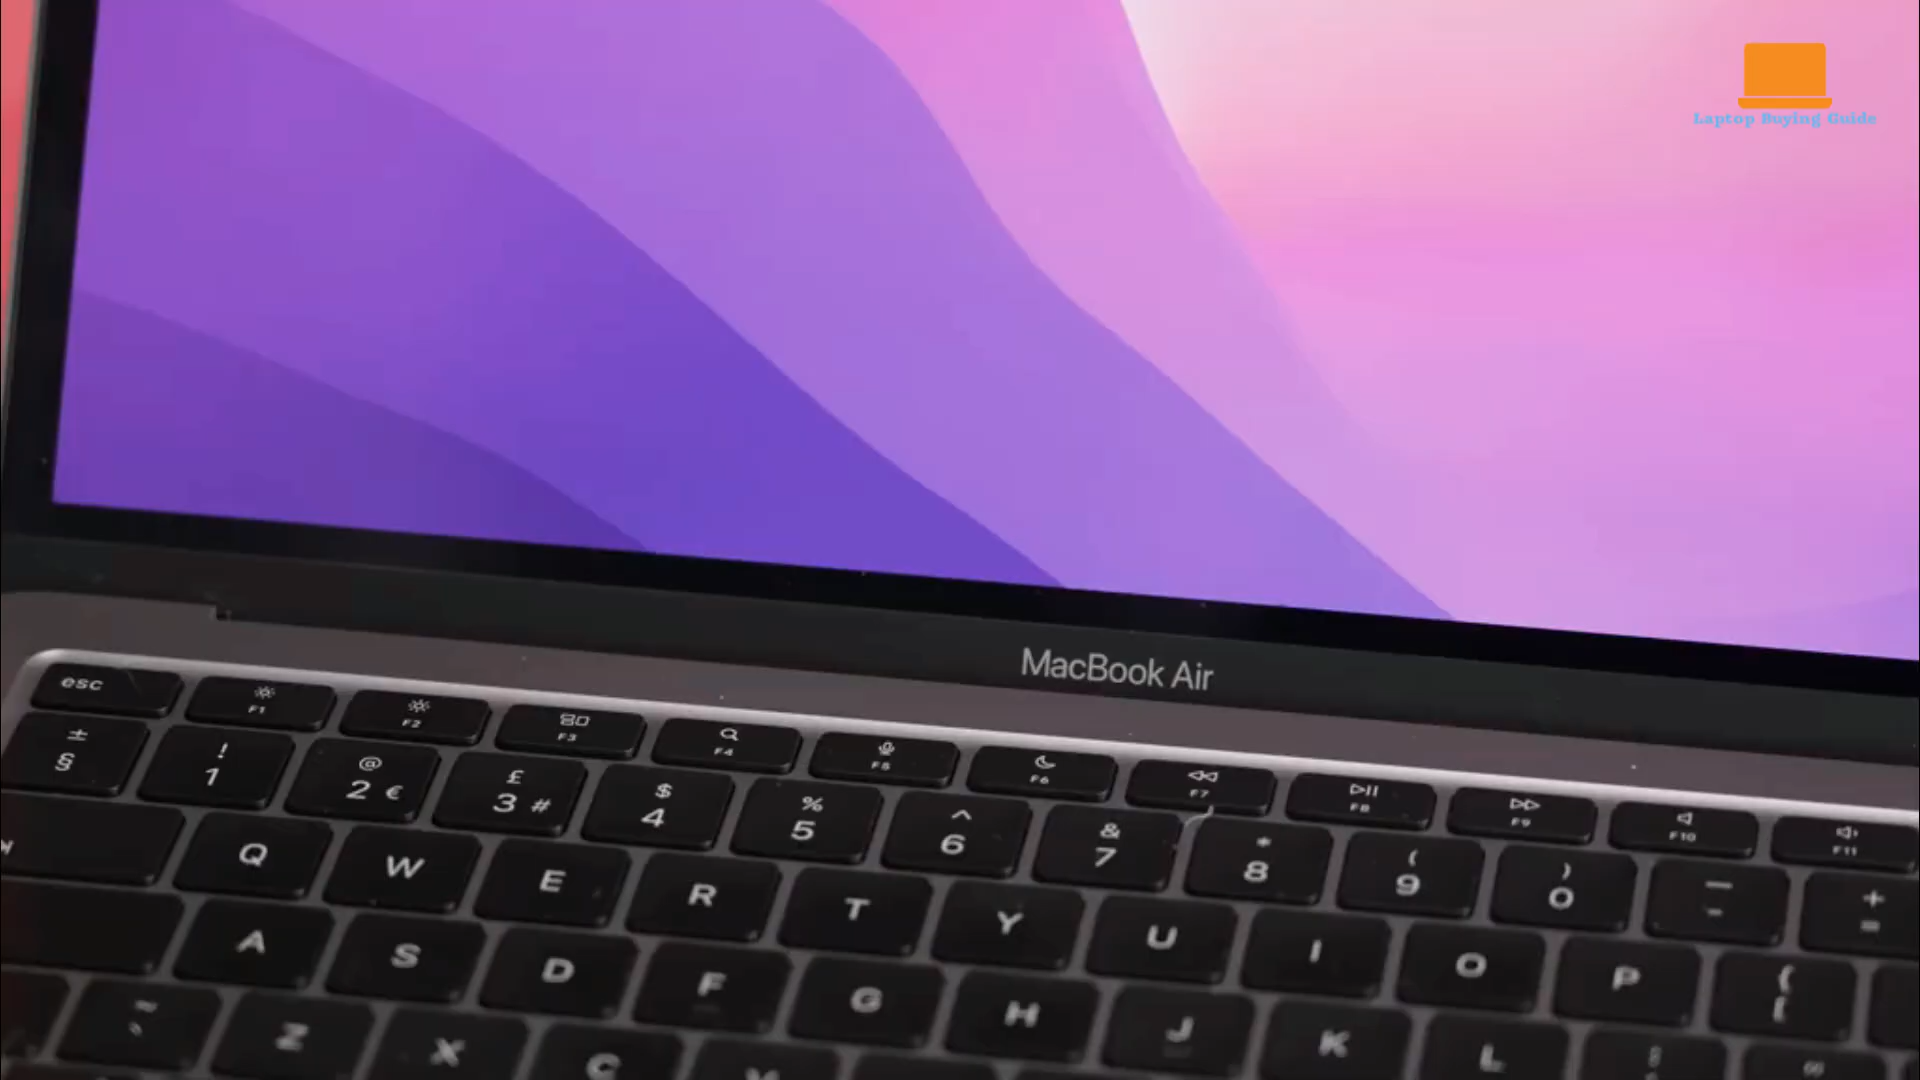 Laptop Buying Guide
MacBook Air
esc F1 F2 F3 F4 F5 F6 F7 F8 F9 F10 F11
± ! @ £ $ % ^ & * ( ) — +
§ 1 2 € 3 # 4 5 6 7 8 9 0 - =
Q W E R T Y U I O P { [
A S D F G H J K L
~ ` Z X C